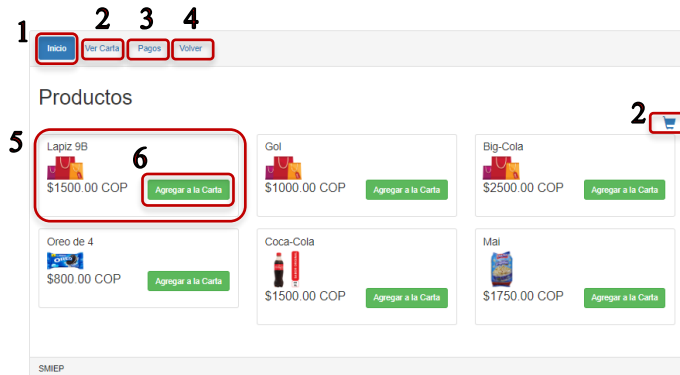 1 2 3 4
Inicio Ver Carta Pagos Volver
Productos
2
5
Lapiz 9B
6
$1500.00 COP
Agregar a la Carta
Gol
$1000.00 COP
Agregar a la Carta
Big-Cola
$2500.00 COP
Agregar a la Carta
Oreo de 4
OREO
$800.00 COP
Agregar a la Carta
Coca-Cola
$1500.00 COP
Agregar a la Carta
Mai
$1750.00 COP
Agregar a la Carta
SMIEP